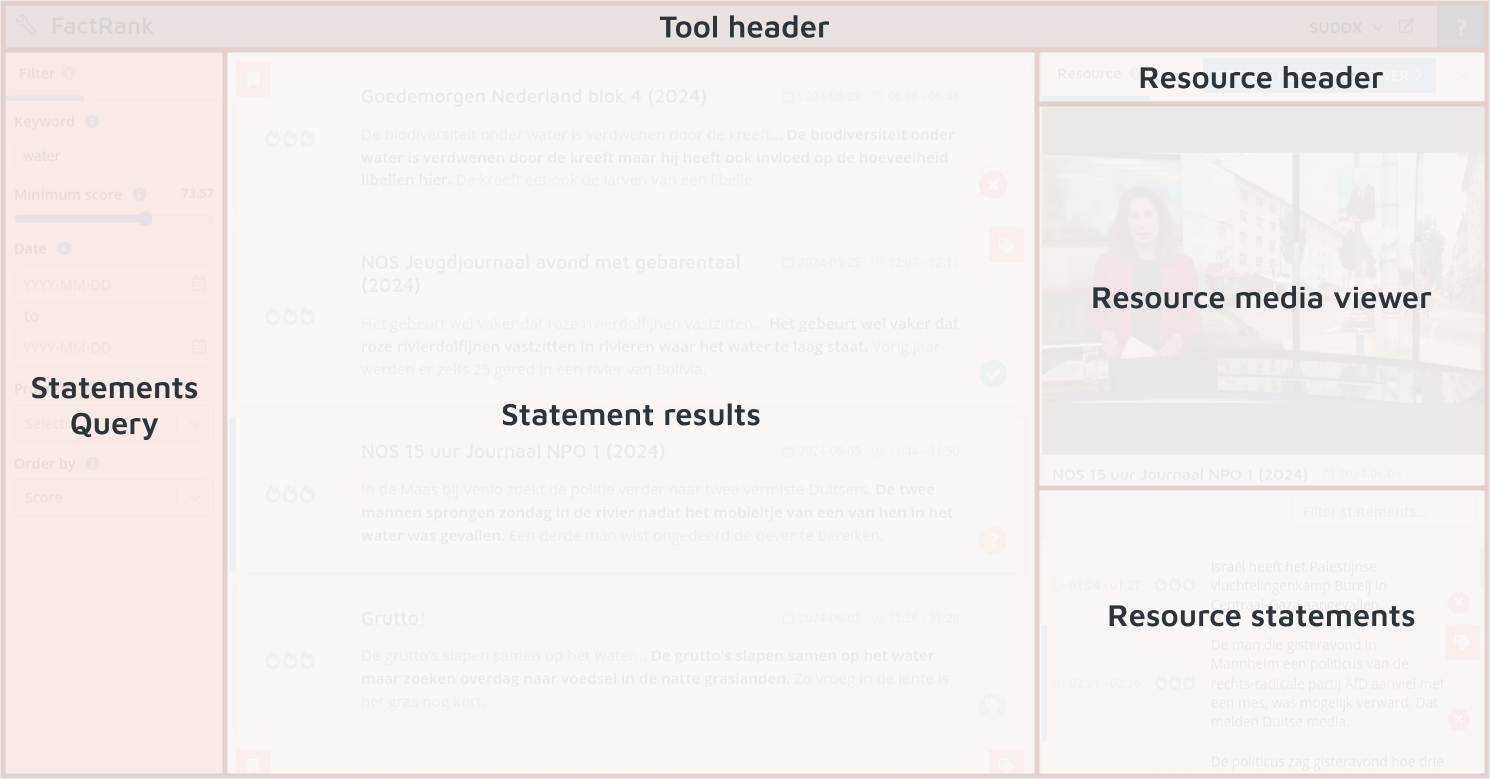 FactRank
Tool header
SUDOX
?
Filter
Keyword
water
Minimum score 73.57
Date
YYYY-MM-DD
to
YYYY-MM-DD
Statements
Query
Select
Order by
Score
Goedemorgen Nederland blok 4 (2024)
De biodiversiteit onder water is verdwenen door de kreeft... De biodiversiteit onder
water is verdwenen door de kreeft maar hij heeft ook invloed op de hoeveelheid
libellen hier. De kreeft eet ook de larven van een libelle.
NOS Jeugdjournaal avond met gebarentaal 2024-05-25 12:07 - 12:11
(2024)
Het gebeurt wel vaker dat roze rivierdolfijnen vastzitten... Het gebeurt wel vaker dat
roze rivierdolfijnen vastzitten in rivieren waar het water te laag staat. Vorig jaar
werden er zelfs 25 gered in een rivier van Bolivia.
Statement results
NOS 15 uur Journaal NPO 1 (2024) 2024-06-05 11:44 - 11:50
In de Maas bij Venlo zoekt de politie verder naar twee vermiste Duitsers. De twee
mannen sprongen zondag in de rivier nadat het mobieltje van een van hen in het
water was gevallen. Een derde man wist ongedeerd de oever te bereiken.
Grutto! 2024-06-02 31:26 - 31:28
De grutto's slapen samen op het water... De grutto's slapen samen op het water
maar zoeken overdag naar voedsel in de natte graslanden. Zo vroeg in de lente is
het gras nog kort.
Resource
Resource header
Resource media viewer
NOS 15 uur Journaal NPO 1 (2024) 2024-06-05
Filter statements...
01:24 - 01:27
Israël heeft het Palestijnse
vluchtelingenkamp Bureij in
Centraal-Gaza aangevallen.
Resource statements
02:21 - 02:26
De man die gisteravond in
Mannheim een politicus van de
rechts-radicale partij AfD aanviel met
een mes, was mogelijk verward. Dat
melden Duitse media.
De politicus zag gisteravond hoe drie